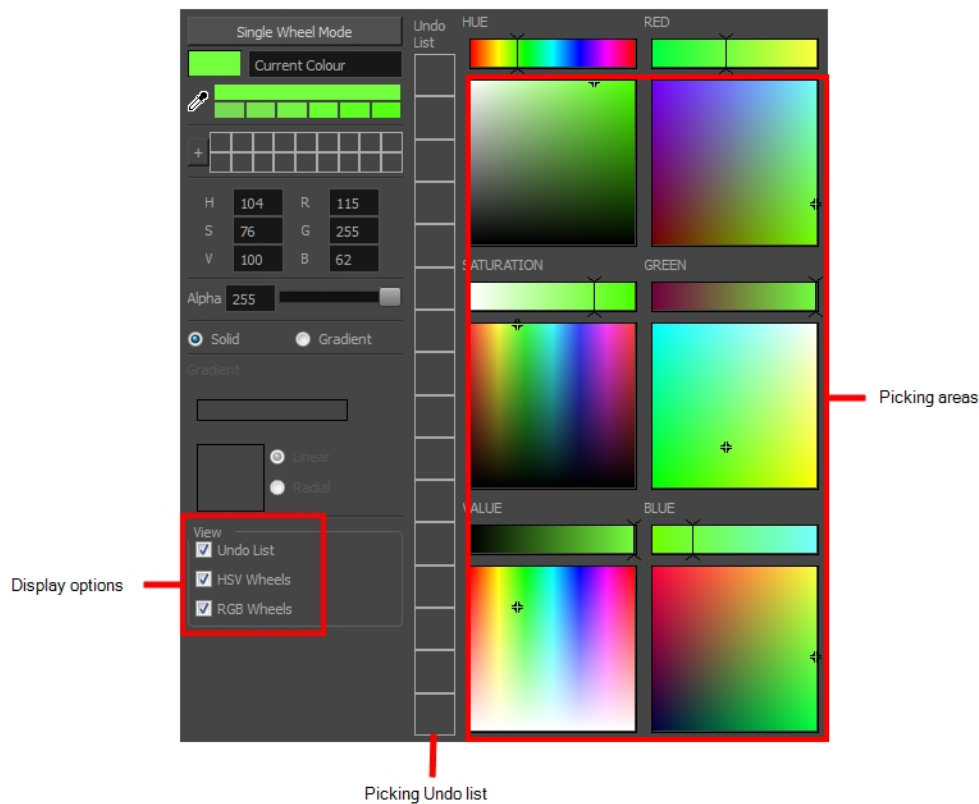 Single Wheel Mode
Current Colour
+
H 104 R 115
S 76 G 255
V 100 B 62
Alpha 255
Solid Gradient
Gradient
Linear
Radial
View
Undo List
HSV Wheels
RGB Wheels
Undo
List
HUE
RED
SATURATION
GREEN
VALUE
BLUE
Display options
Picking areas
Picking Undo list